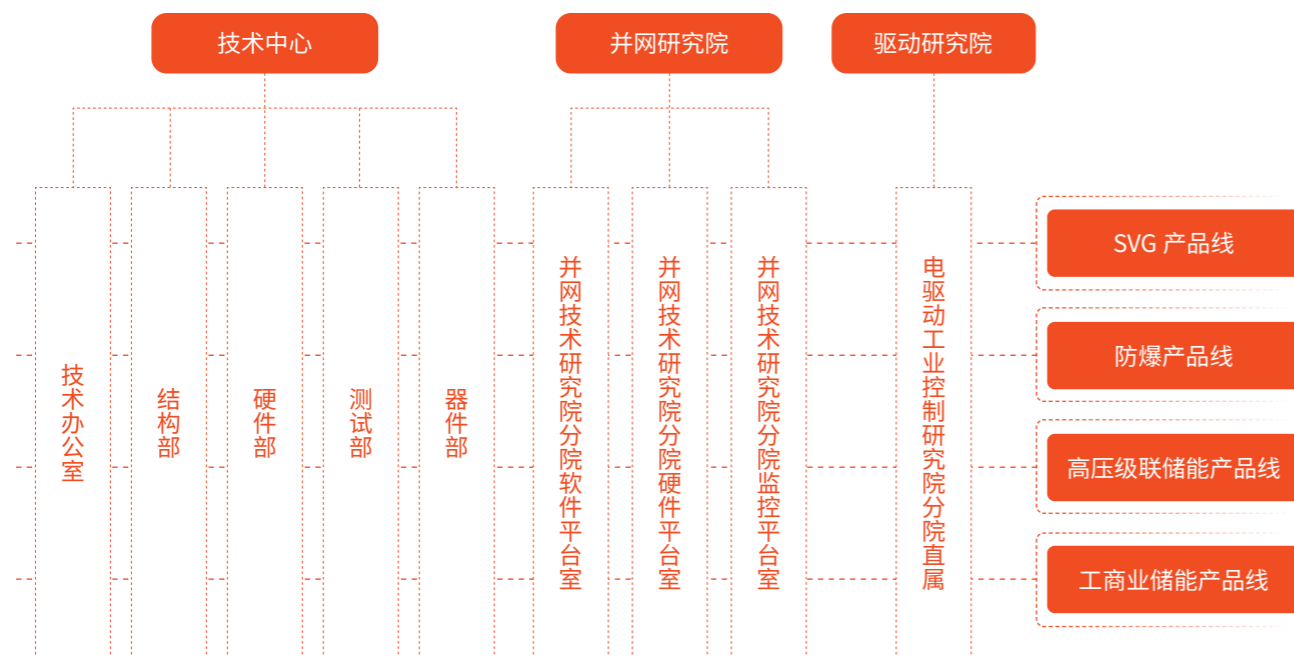 技术中心
并网研究院
驱动研究院
技术办公室
结构部
硬件部
测试部
器件部
并网技术研究院分院软件平台室
并网技术研究院分院硬件平台室
并网技术研究院分院监控平台室
电驱动工业控制研究院分院直属
SVG 产品线
防爆产品线
高压级联储能产品线
工商业储能产品线